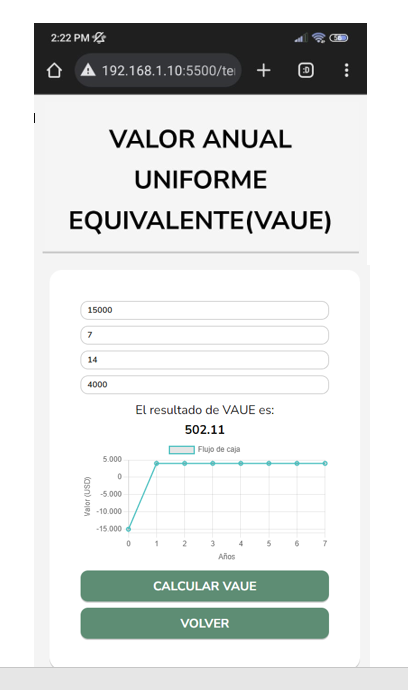 2:22 PM
192.168.1.10:5500/te
:D
VALOR ANUAL
UNIFORME
EQUIVALENTE(VAUE)
15000
7
14
4000
El resultado de VAUE es:
502.11
Flujo de caja
5.000
0
-5.000
-10.000
-15.000
Valor (USD)
0 1 2 3 4 5 6 7
Años
CALCULAR VAUE
VOLVER